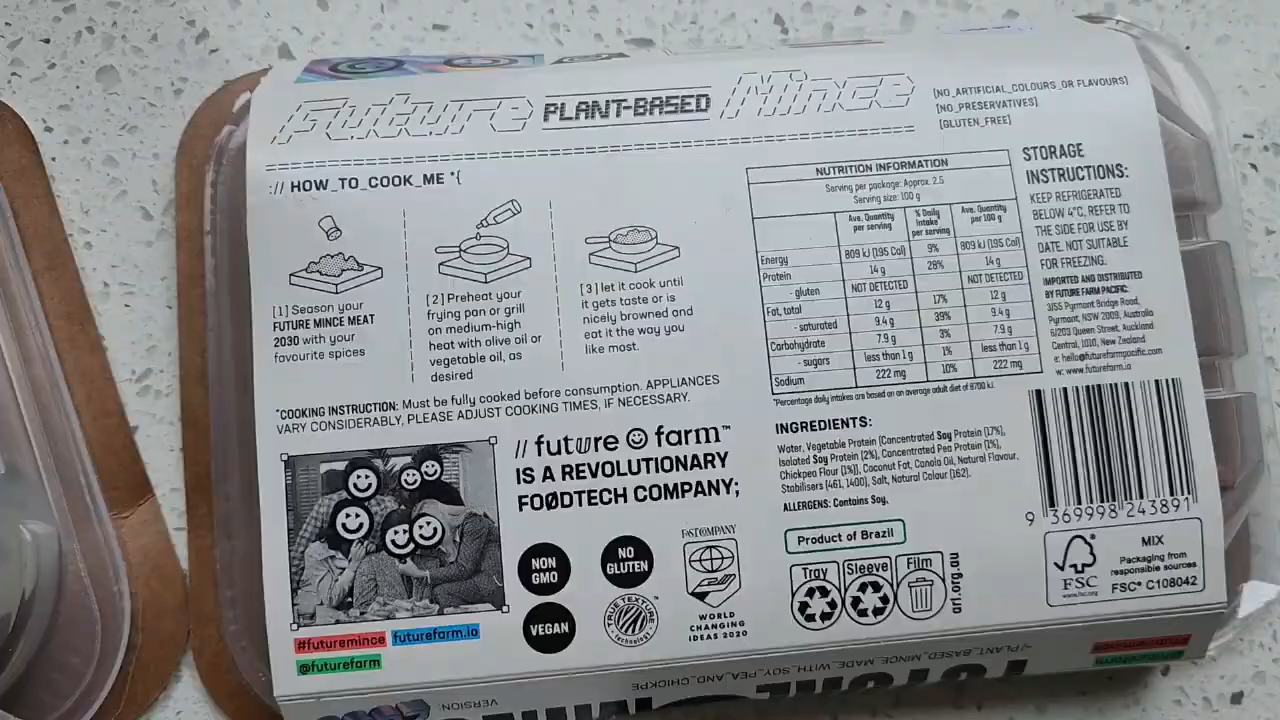 Future PLANT-BASED Mince
[NO_ARTIFICIAL_COLOURS_OR FLAVOURS]
[NO_PRESERVATIVES]
[GLUTEN_FREE]
:// HOW_TO_COOK_ME *{
[1] Season your
FUTURE MINCE MEAT
2030 with your
favourite spices
[2] Preheat your
frying pan or grill
on medium-high
heat with olive oil or
vegetable oil, as
desired
[3] let it cook until
it gets taste or is
nicely browned and
eat it the way you
like most.
*COOKING INSTRUCTION: Must be fully cooked before consumption. APPLIANCES
VARY CONSIDERABLY, PLEASE ADJUST COOKING TIMES, IF NECESSARY.
// future farm™
IS A REVOLUTIONARY
FOØDTECH COMPANY;
NON
GMO
NO
GLUTEN
VEGAN
TRUE TEXTURE
technology
FAST COMPANY
WORLD
CHANGING
IDEAS 2020
#futuremince futurefarm.io
@futurefarm
NUTRITION INFORMATION
Serving per package: Approx. 2.5
Serving size: 100 g
Ave. Quantity per serving % Daily Intake* per serving Ave. Quantity per 100 g
Energy 809 kJ (195 Cal) 9% 809 kJ (195 Cal)
Protein 14 g 28% 14 g
- gluten NOT DETECTED NOT DETECTED
Fat, total 12 g 17% 12 g
- saturated 9.4 g 39% 9.4 g
Carbohydrate 7.9 g 3% 7.9 g
- sugars less than 1 g 1% less than 1 g
Sodium 222 mg 10% 222 mg
*Percentage daily intakes are based on an average adult diet of 8700 kJ.
INGREDIENTS:
Water, Vegetable Protein (Concentrated Soy Protein (17%),
Isolated Soy Protein (2%), Concentrated Pea Protein (1%),
Chickpea Flour (1%)), Coconut Fat, Canola Oil, Natural Flavour,
Stabilisers (461, 1400), Salt, Natural Colour (162).
ALLERGENS: Contains Soy.
Product of Brazil
Tray Sleeve Film
arl.org.au
STORAGE
INSTRUCTIONS:
KEEP REFRIGERATED
BELOW 4°C. REFER TO
THE SIDE FOR USE BY
DATE. NOT SUITABLE
FOR FREEZING.
IMPORTED AND DISTRIBUTED
BY FUTURE FARM PACIFIC:
3/55 Pyrmont Bridge Road,
Pyrmont, NSW 2009, Australia
6/203 Queen Street, Auckland
Central, 1010, New Zealand
e: hello@futurefarmpacific.com
w: www.futurefarm.io
9 369998 243891
FSC
www.fsc.org
MIX
Packaging from
responsible sources
FSC® C108042
PLANT_BASED_MINCE_MADE_WITH_SOY_PEA_AND_CHICKPE
VERSION: